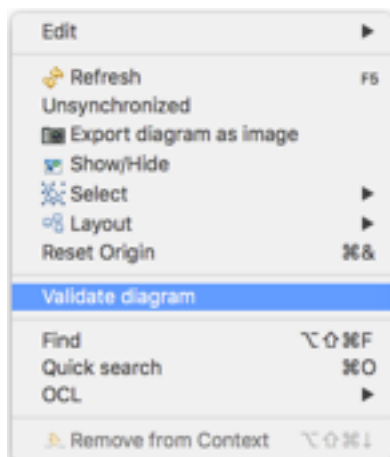 Edit
Refresh F5
Unsynchronized
Export diagram as image
Show/Hide
Select
Layout
Reset Origin ⌘&
Validate diagram
Find ⌥⇧⌘F
Quick search ⌘O
OCL
Remove from Context ⌥⇧⌘↓